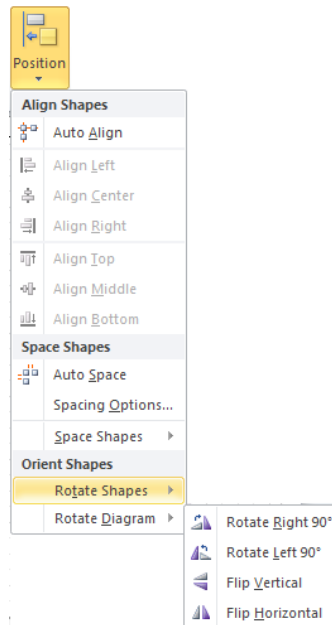 Position
Align Shapes
Auto Align
Align Left
Align Center
Align Right
Align Top
Align Middle
Align Bottom
Space Shapes
Auto Space
Spacing Options...
Space Shapes
Orient Shapes
Rotate Shapes
Rotate Diagram
Rotate Right 90°
Rotate Left 90°
Flip Vertical
Flip Horizontal